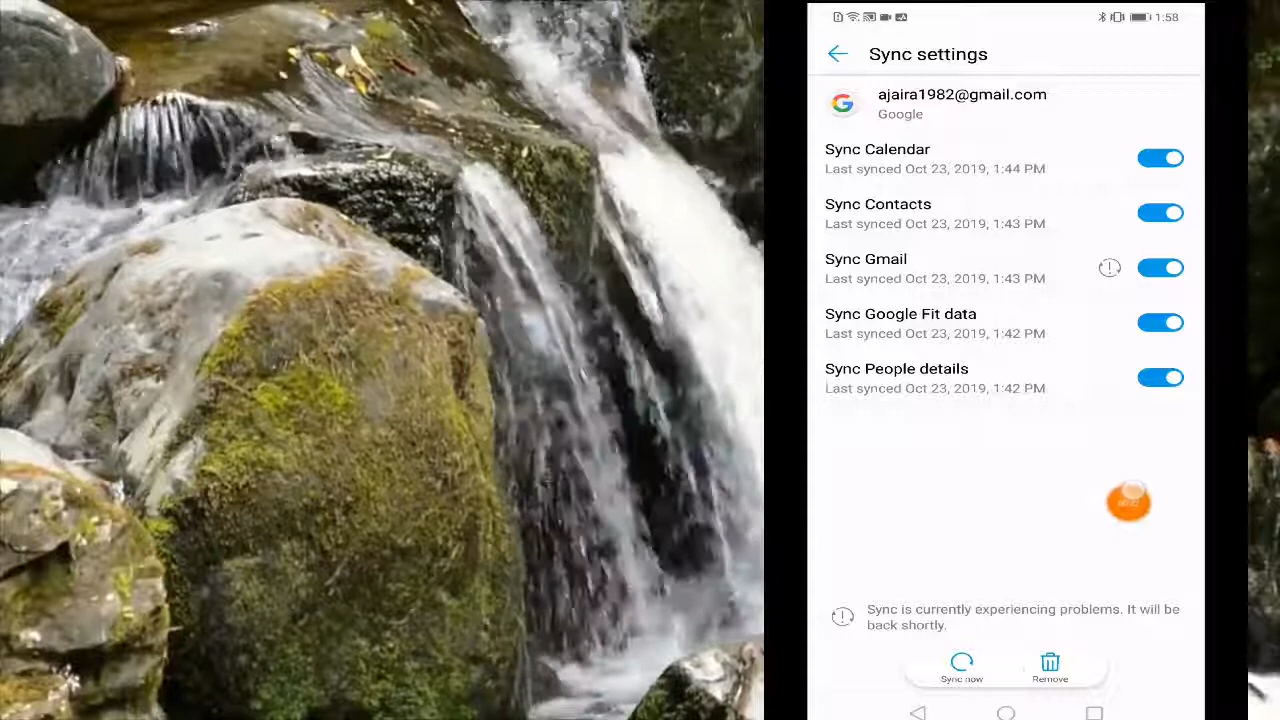 1:58
Sync settings
ajaira1982@gmail.com
Google
Sync Calendar
Last synced Oct 23, 2019, 1:44 PM
Sync Contacts
Last synced Oct 23, 2019, 1:43 PM
Sync Gmail
Last synced Oct 23, 2019, 1:43 PM
Sync Google Fit data
Last synced Oct 23, 2019, 1:42 PM
Sync People details
Last synced Oct 23, 2019, 1:42 PM
Sync is currently experiencing problems. It will be
back shortly.
Sync now
Remove